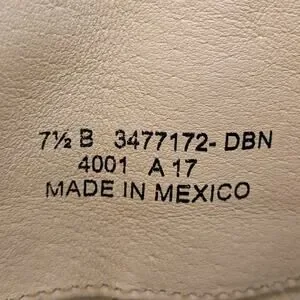 7½ B 3477172- DBN
4001 A 17
MADE IN MEXICO